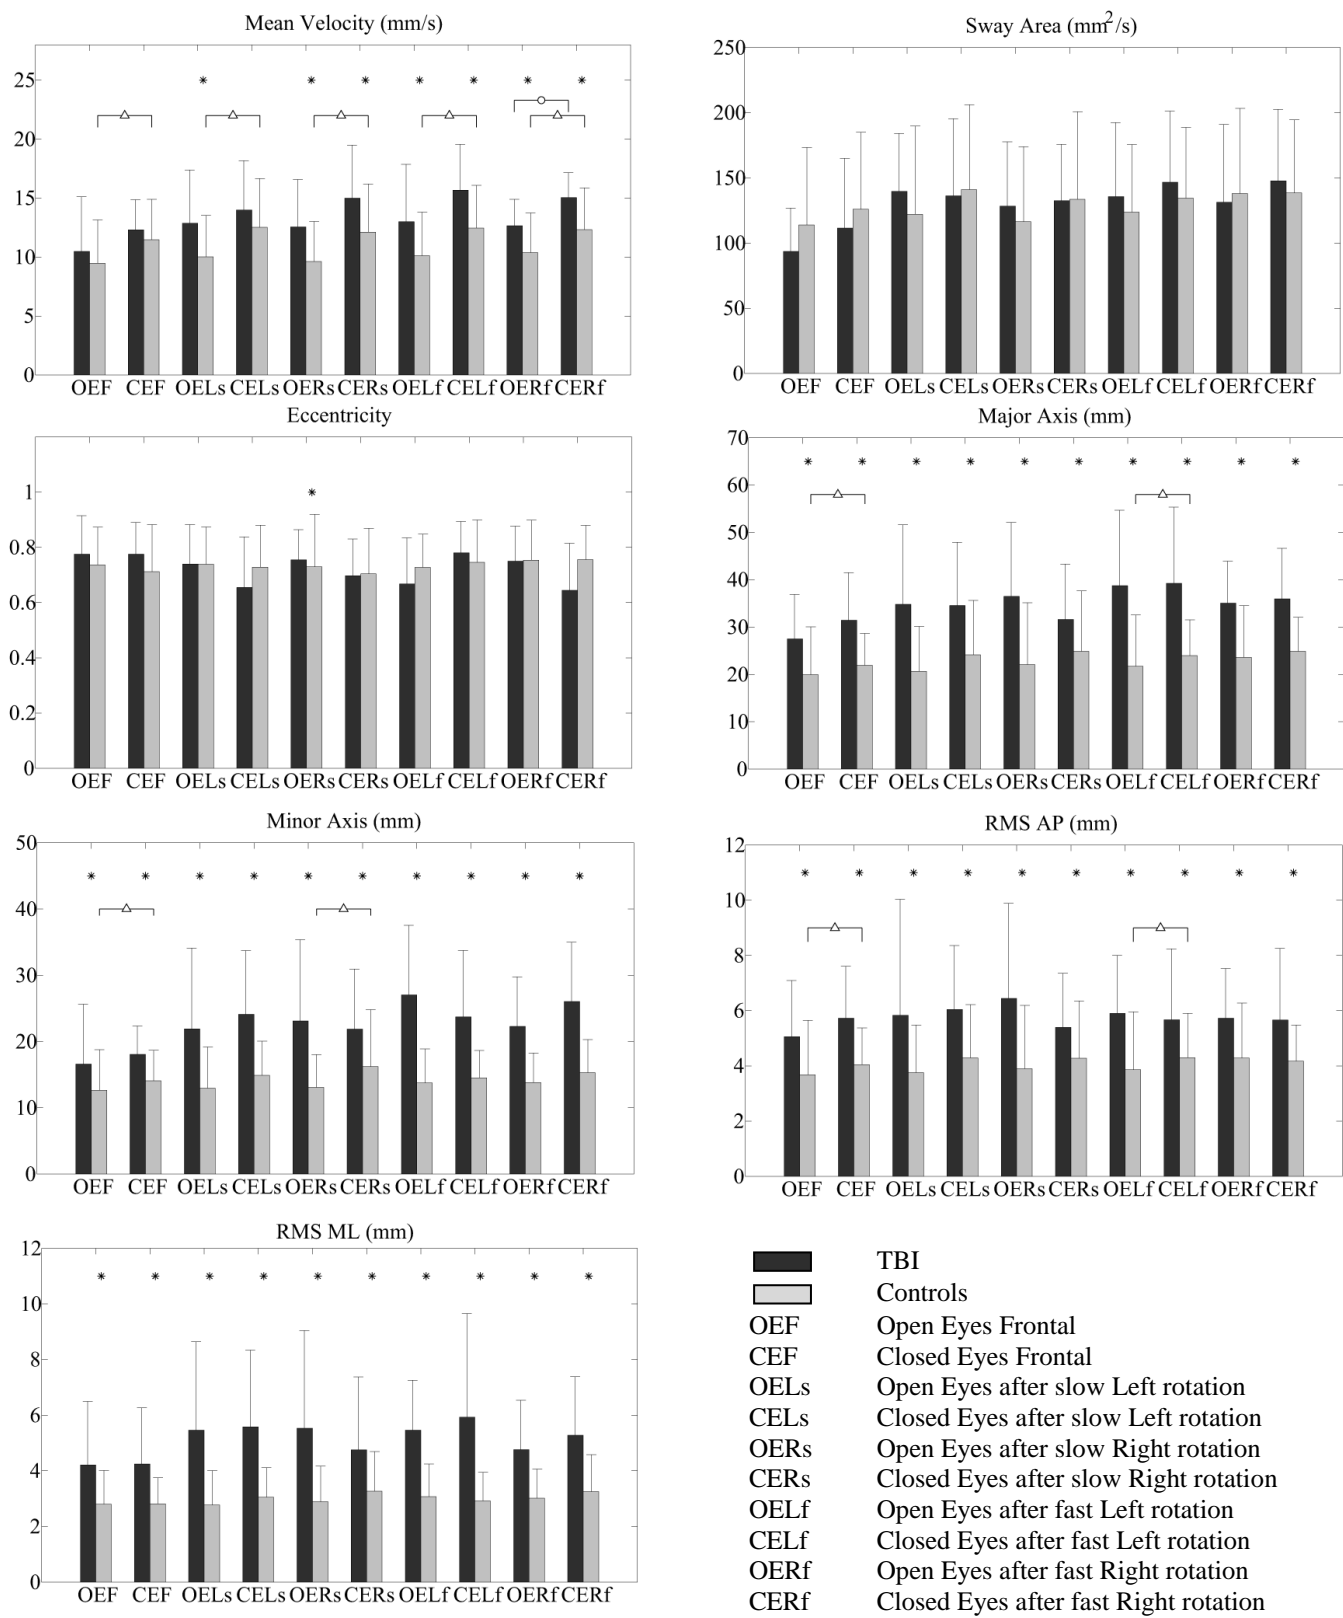 Mean Velocity (mm/s)
25
20
15
10
5
0
OEF CEF OELs CELs OERs CERs OELf CELf OERf CERf
Sway Area (mm²/s)
250
200
150
100
50
0
OEF CEF OELs CELs OERs CERs OELf CELf OERf CERf
Eccentricity
1
0.8
0.6
0.4
0.2
0
OEF CEF OELs CELs OERs CERs OELf CELf OERf CERf
Major Axis (mm)
70
60
50
40
30
20
10
0
OEF CEF OELs CELs OERs CERs OELf CELf OERf CERf
Minor Axis (mm)
50
40
30
20
10
0
OEF CEF OELs CELs OERs CERs OELf CELf OERf CERf
RMS AP (mm)
12
10
8
6
4
2
0
OEF CEF OELs CELs OERs CERs OELf CELf OERf CERf
RMS ML (mm)
12
10
8
6
4
2
0
OEF CEF OELs CELs OERs CERs OELf CELf OERf CERf
TBI
Controls
OEF Open Eyes Frontal
CEF Closed Eyes Frontal
OELs Open Eyes after slow Left rotation
CELs Closed Eyes after slow Left rotation
OERs Open Eyes after slow Right rotation
CERs Closed Eyes after slow Right rotation
OELf Open Eyes after fast Left rotation
CELf Closed Eyes after fast Left rotation
OERf Open Eyes after fast Right rotation
CERf Closed Eyes after fast Right rotation